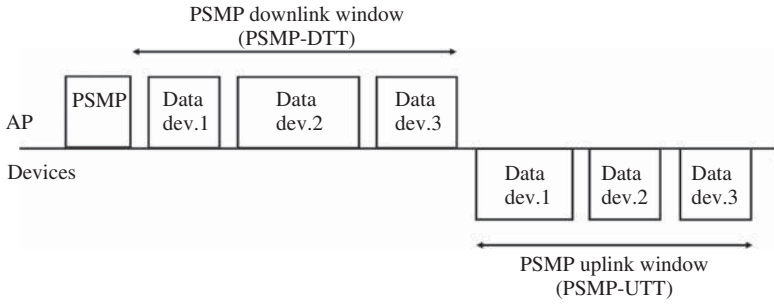 PSMP downlink window
(PSMP-DTT)
PSMP
Data
dev.1
Data
dev.2
Data
dev.3
AP
Devices
Data
dev.1
Data
dev.2
Data
dev.3
PSMP uplink window
(PSMP-UTT)